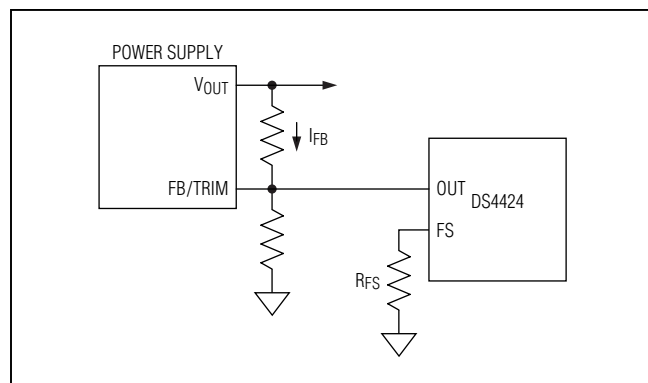 POWER SUPPLY
VOUT
IFB
FB/TRIM
OUT
DS4424
FS
RFS